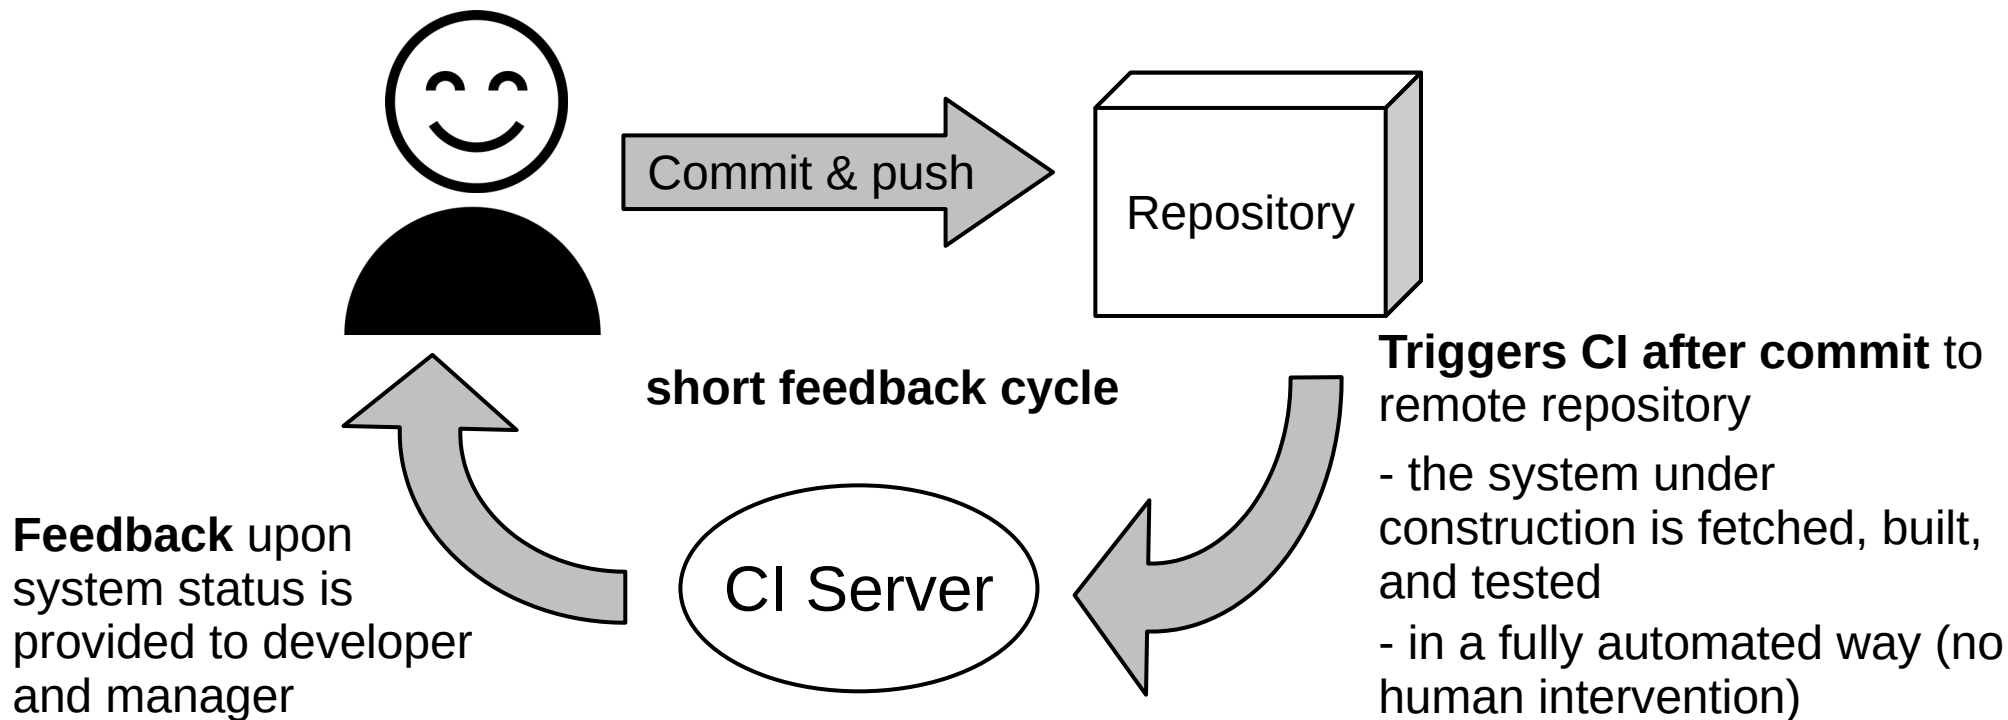 Commit & push
Repository
short feedback cycle
Triggers CI after commit to
remote repository
- the system under
construction is fetched, built,
and tested
- in a fully automated way (no
human intervention)
CI Server
Feedback upon
system status is
provided to developer
and manager